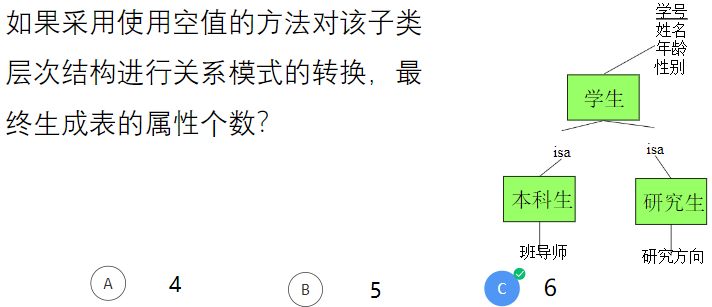 如果采用使用空值的方法对该子类
层次结构进行关系模式的转换，最
终生成表的属性个数?
学号
姓名
年龄
性别
学生
isa
isa
本科生
研究生
班导师
研究方向
A 4
B 5
C 6